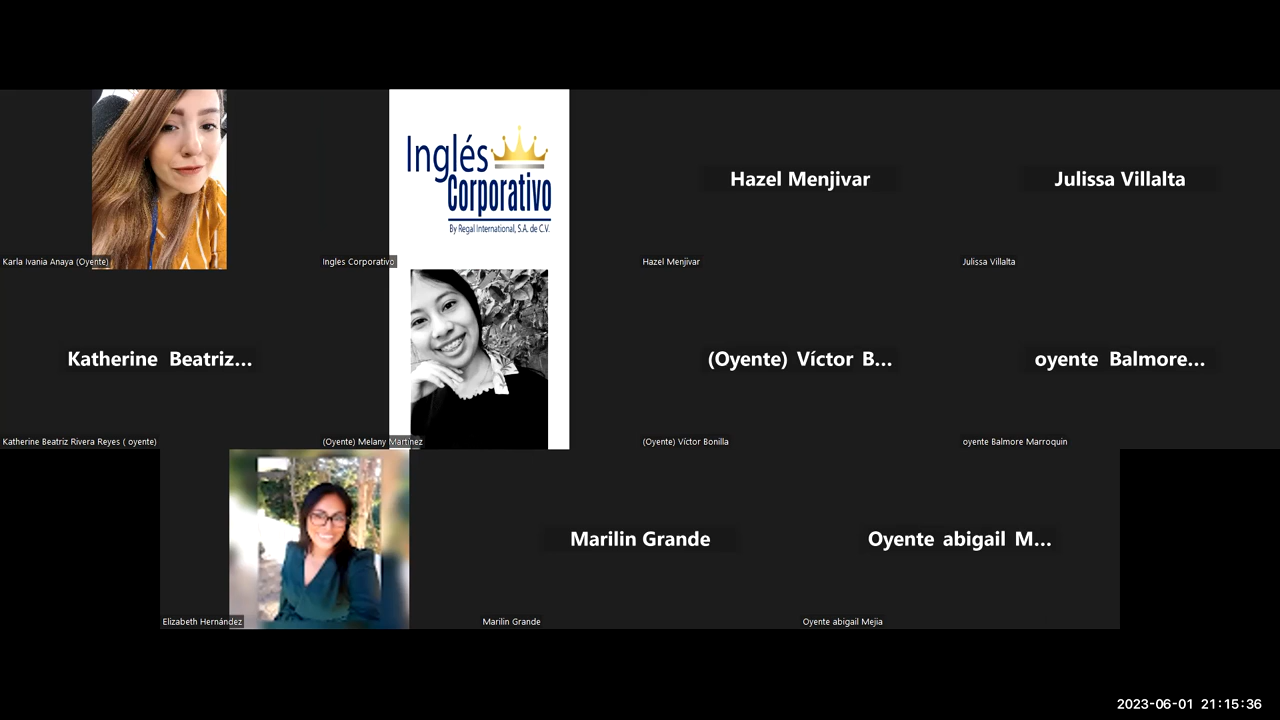 Inglés
Corporativo
By Regal International, S.A. de C.V.
Hazel Menjivar
Julissa Villalta
Karla Ivania Anaya (Oyente)
Ingles Corporativo
Hazel Menjivar
Julissa Villalta
Katherine Beatriz...
(Oyente) Víctor B...
oyente Balmore...
Katherine Beatriz Rivera Reyes ( oyente)
(Oyente) Melany Martinez
(Oyente) Víctor Bonilla
oyente Balmore Marroquin
Marilin Grande
Oyente abigail M...
Elizabeth Hernández
Marilin Grande
Oyente abigail Mejia
2023-06-01 21:15:36